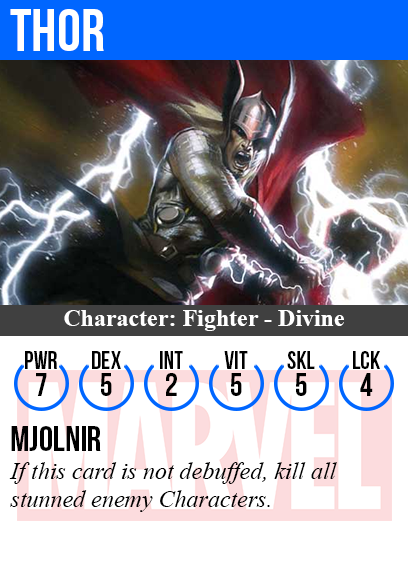 THOR
Character: Fighter - Divine
PWR DEX INT VIT SKL LCK
7 5 2 5 5 4
MARVEL
MJOLNIR
If this card is not debuffed, kill all
stunned enemy Characters.